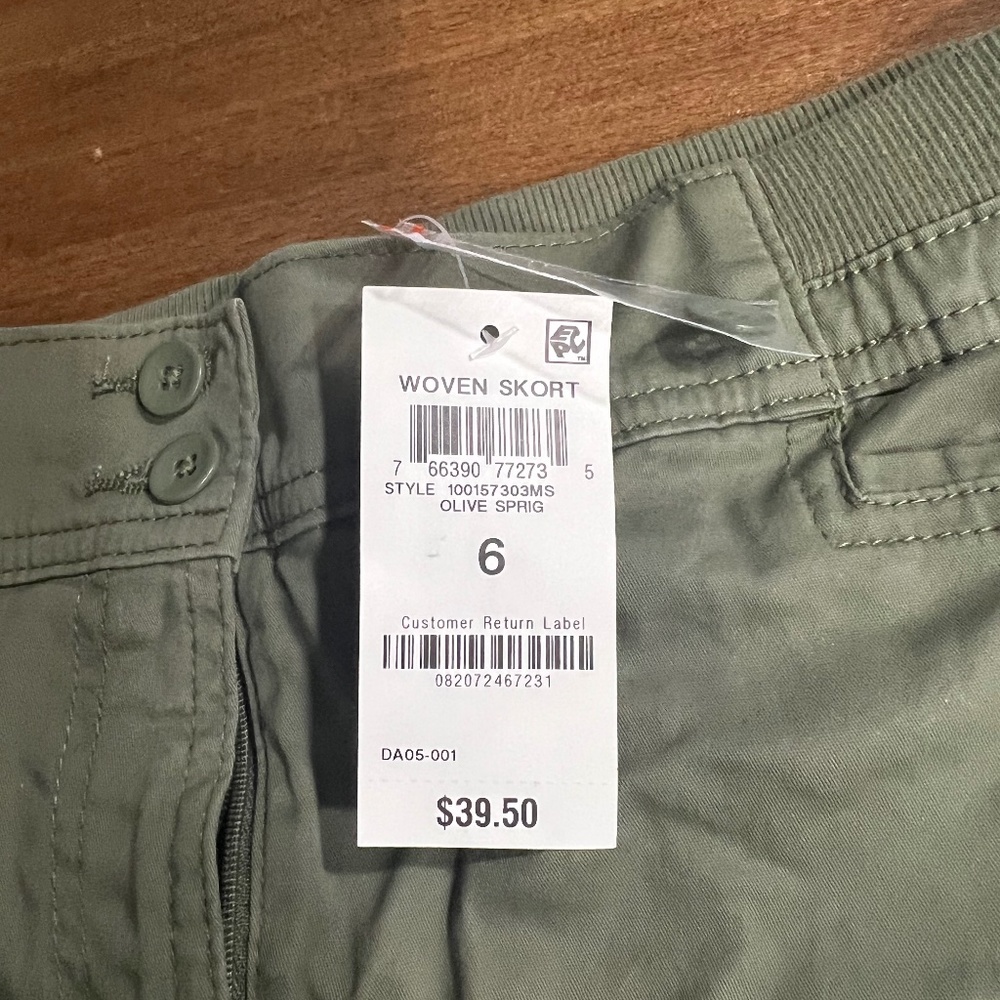 EPC™
WOVEN SKORT
7 66390 77273 5
STYLE 100157303MS
OLIVE SPRIG
6
Customer Return Label
082072467231
DA05-001
$39.50